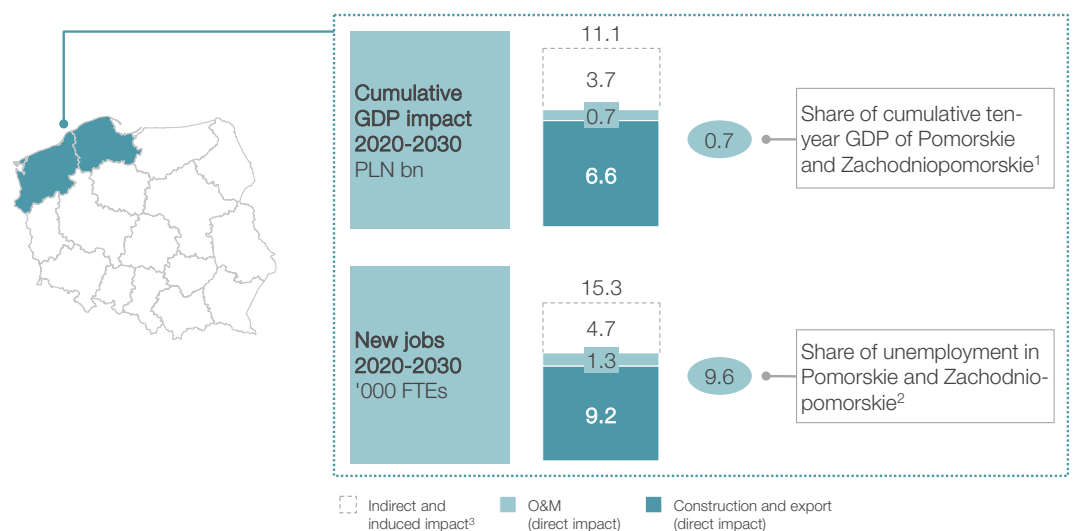 11.1
Cumulative
GDP impact
2020-2030
PLN bn
3.7
0.7
6.6
0.7
Share of cumulative ten-
year GDP of Pomorskie
and Zachodniopomorskie¹
15.3
New jobs
2020-2030
'000 FTEs
4.7
1.3
9.2
9.6
Share of unemployment in
Pomorskie and Zachodnio-
pomorskie²
Indirect and
induced impact³
O&M
(direct impact)
Construction and export
(direct impact)